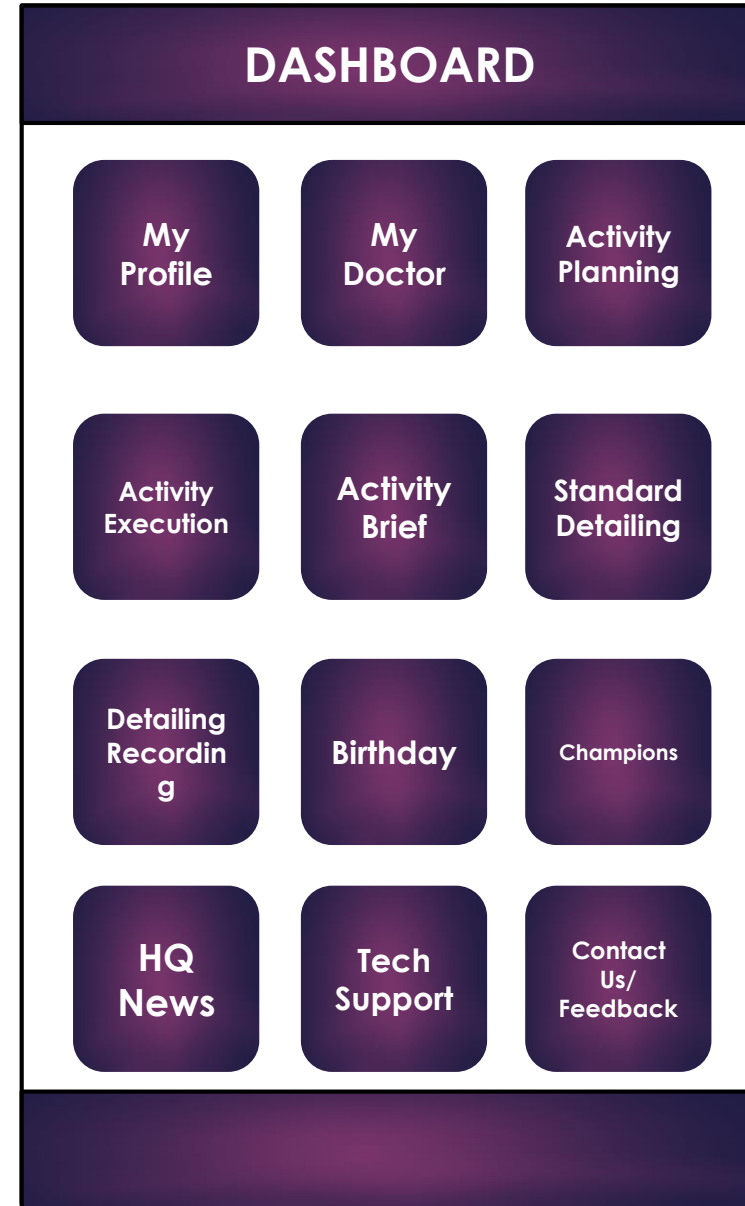 DASHBOARD
My
Profile
My
Doctor
Activity
Planning
Activity
Execution
Activity
Brief
Standard
Detailing
Detailing
Recordin
g
Birthday
Champions
HQ
News
Tech
Support
Contact
Us/
Feedback